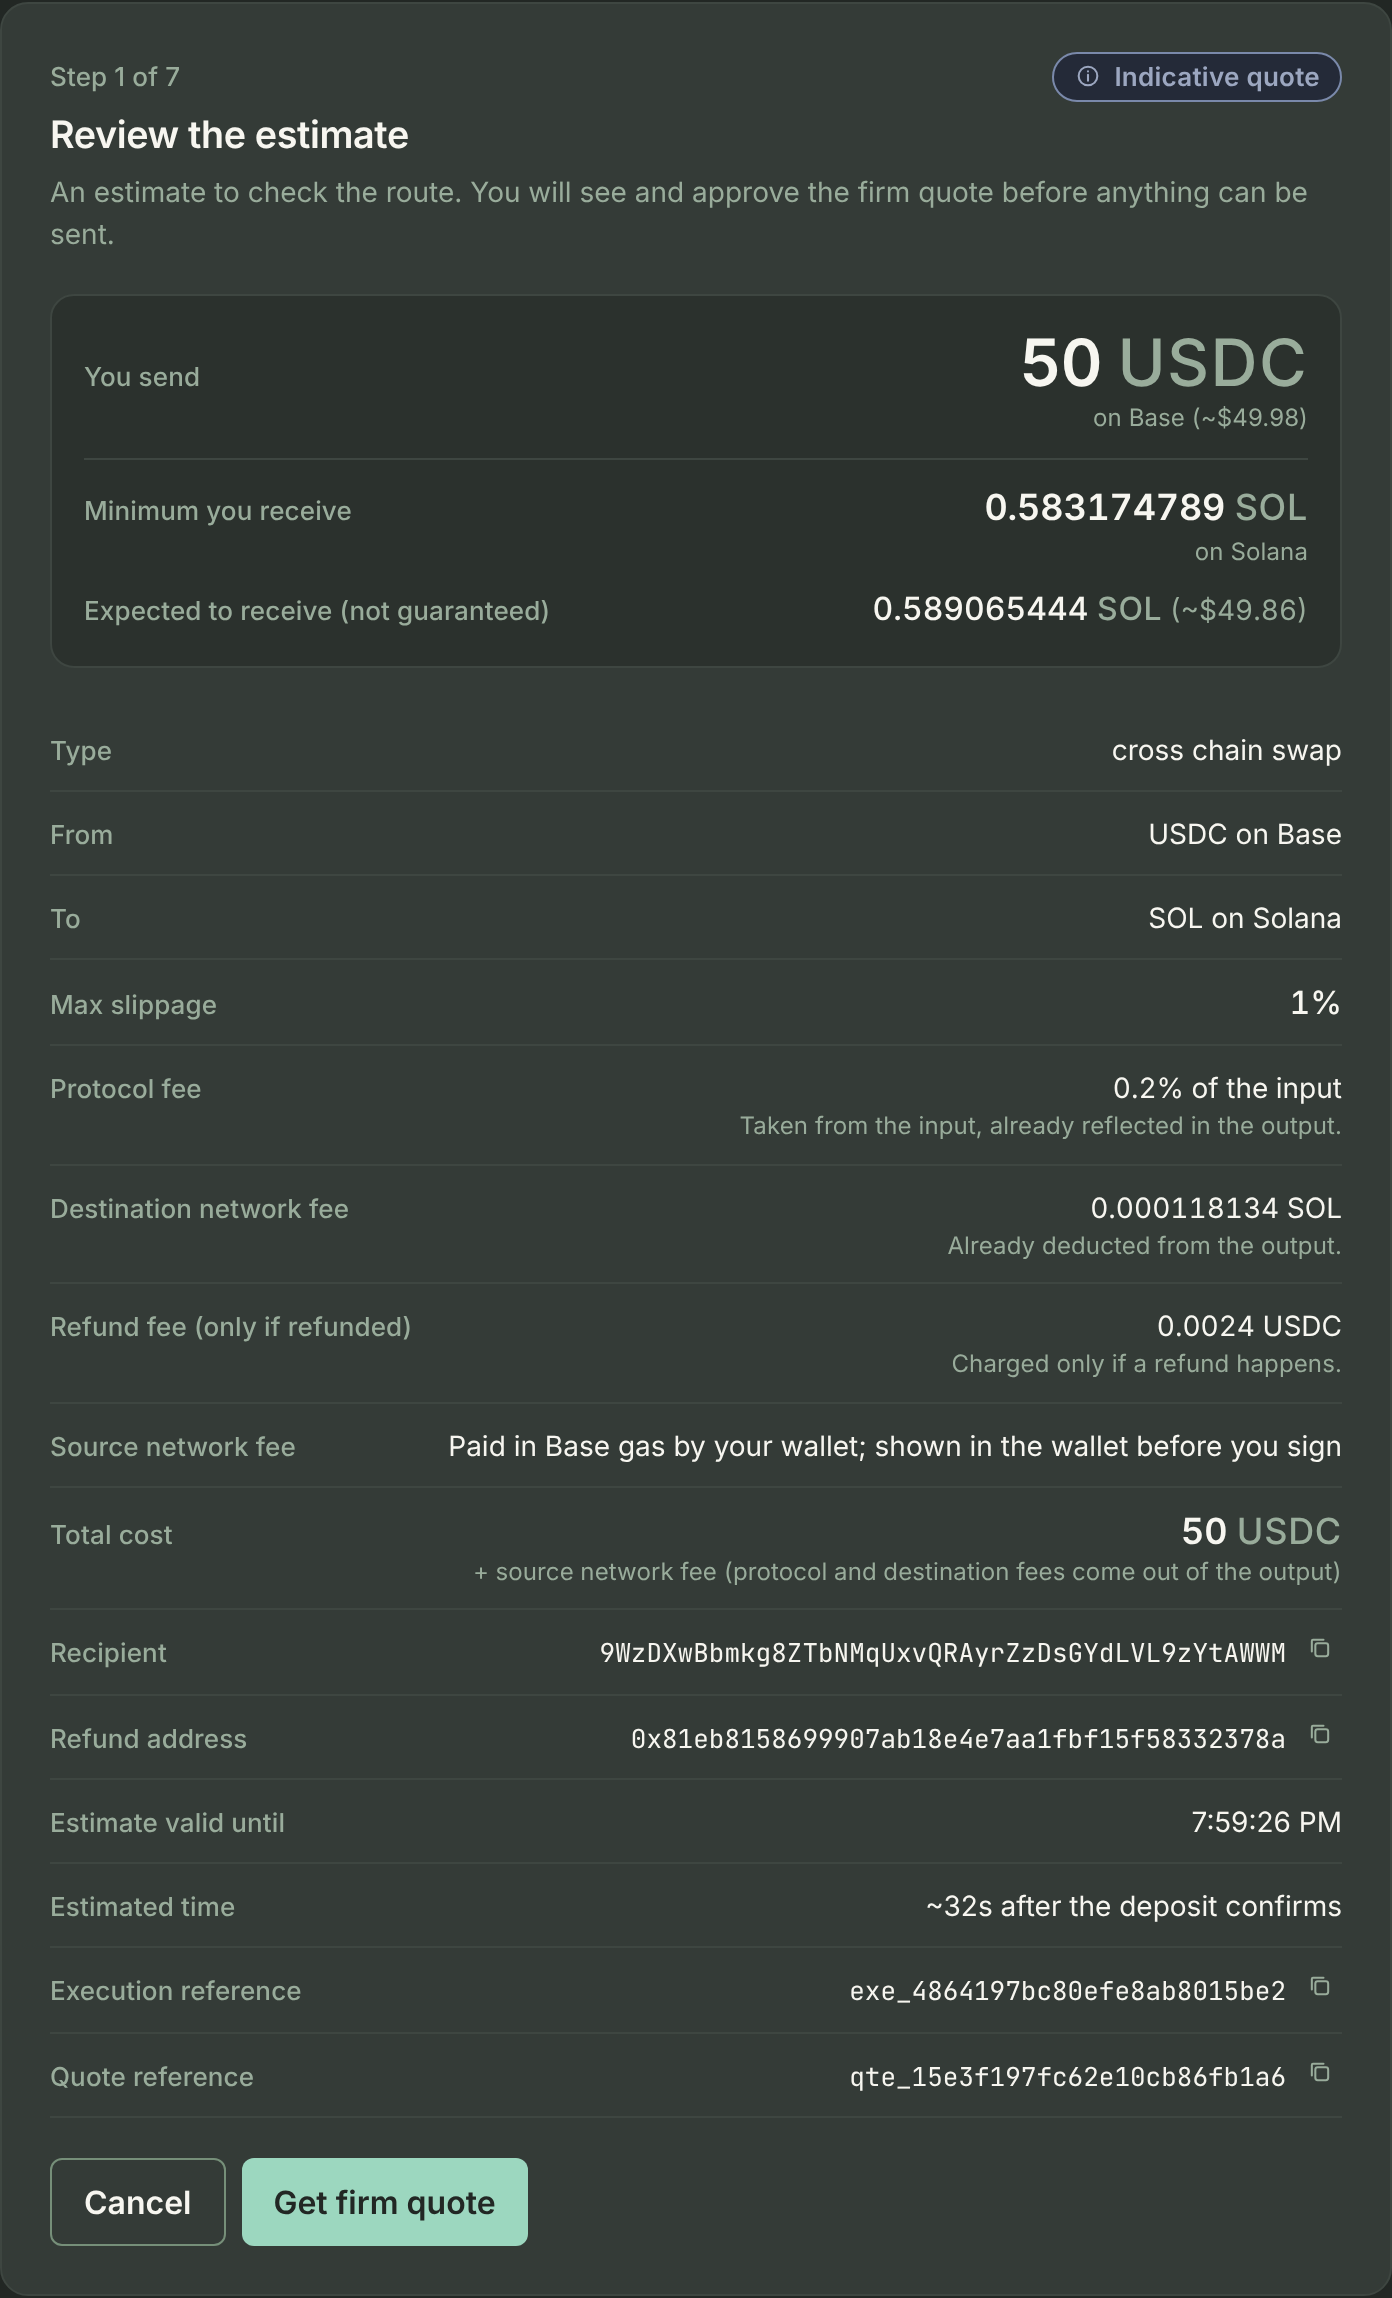 Step 1 of 7
Indicative quote
Review the estimate
An estimate to check the route. You will see and approve the firm quote before anything can be
sent.
You send
50 USDC
on Base (~$49.98)
Minimum you receive
0.583174789 SOL
on Solana
Expected to receive (not guaranteed)
0.589065444 SOL (~$49.86)
Type
cross chain swap
From
USDC on Base
To
SOL on Solana
Max slippage
1%
Protocol fee
0.2% of the input
Taken from the input, already reflected in the output.
Destination network fee
0.000118134 SOL
Already deducted from the output.
Refund fee (only if refunded)
0.0024 USDC
Charged only if a refund happens.
Source network fee
Paid in Base gas by your wallet; shown in the wallet before you sign
Total cost
50 USDC
+ source network fee (protocol and destination fees come out of the output)
Recipient
9WzDXwBbmkg8ZTbNMqUxvQRAyrZzDsGYdLVL9zYtAWWM
Refund address
0x81eb8158699907ab18e4e7aa1fbf15f58332378a
Estimate valid until
7:59:26 PM
Estimated time
~32s after the deposit confirms
Execution reference
exe_4864197bc80efe8ab8015be2
Quote reference
qte_15e3f197fc62e10cb86fb1a6
Cancel
Get firm quote